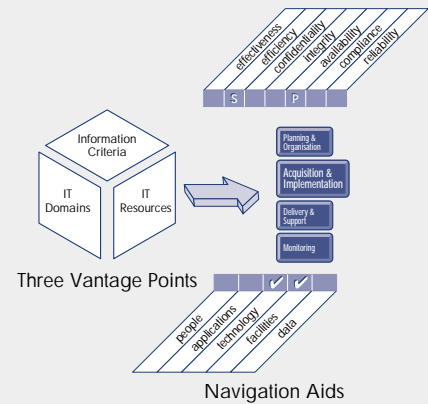 effectiveness
efficiency
confidentiality
integrity
availability
compliance
reliability
S P
Information
Criteria
IT
Domains
IT
Resources
Planning &
Organisation
Acquisition &
Implementation
Delivery &
Support
Monitoring
Three Vantage Points
✓ ✓
people
applications
technology
facilities
data
Navigation Aids